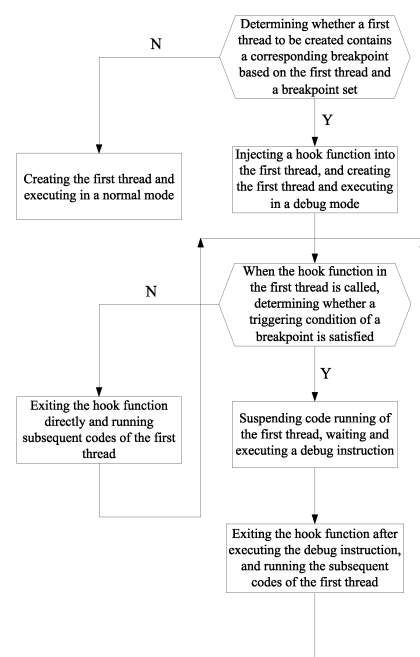 Determining whether a first
thread to be created contains
a corresponding breakpoint
based on the first thread and
a breakpoint set
N
Y
Creating the first thread and
executing in a normal mode
Injecting a hook function into
the first thread, and creating
the first thread and executing
in a debug mode
When the hook function in
the first thread is called,
determining whether a
triggering condition of a
breakpoint is satisfied
N
Y
Exiting the hook function
directly and running
subsequent codes of the first
thread
Suspending code running of
the first thread, waiting and
executing a debug instruction
Exiting the hook function after
executing the debug instruction,
and running the subsequent
codes of the first thread